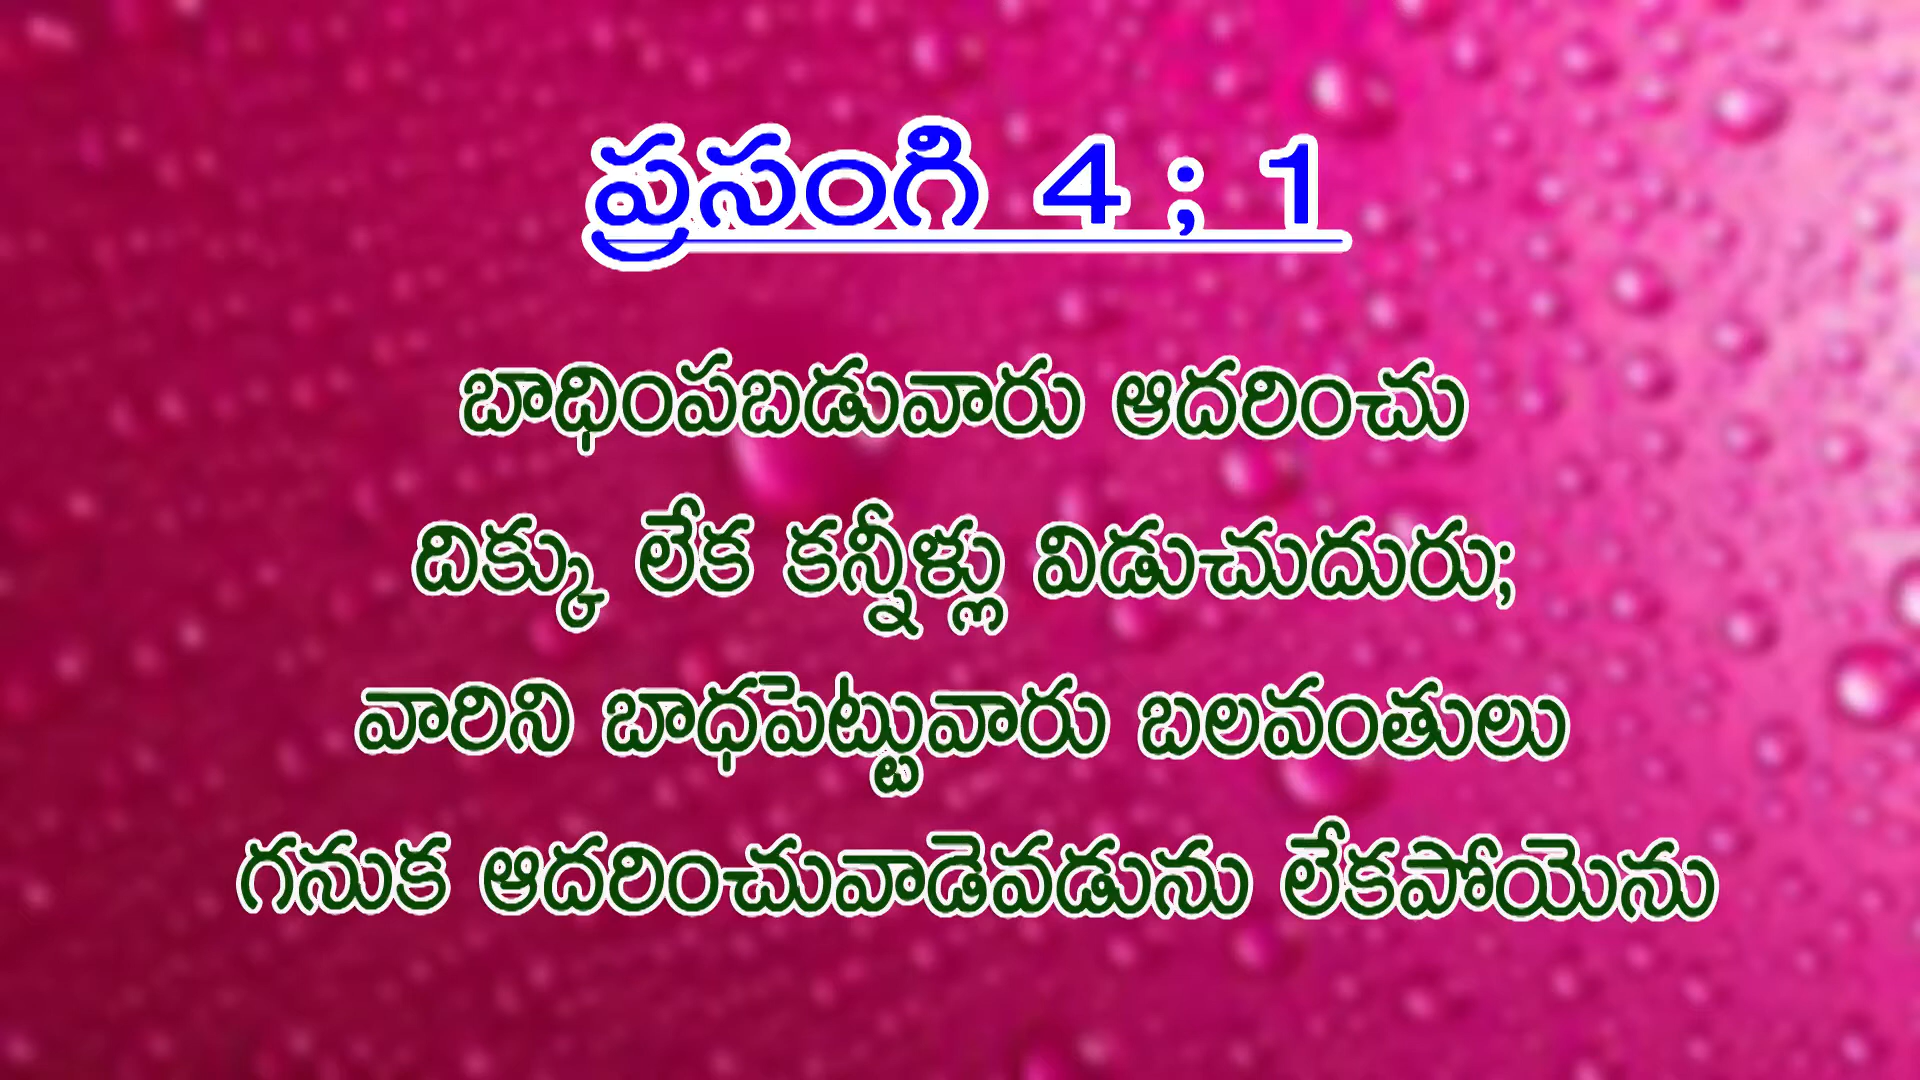 ప్రసంగి 4 ; 1
బాధింపబడువారు ఆదరించు
దిక్కు లేక కన్నీళ్లు విడుచుదురు;
వారిని బాధపెట్టువారు బలవంతులు
గనుక ఆదరించువాడెవడును లేకపోయెను